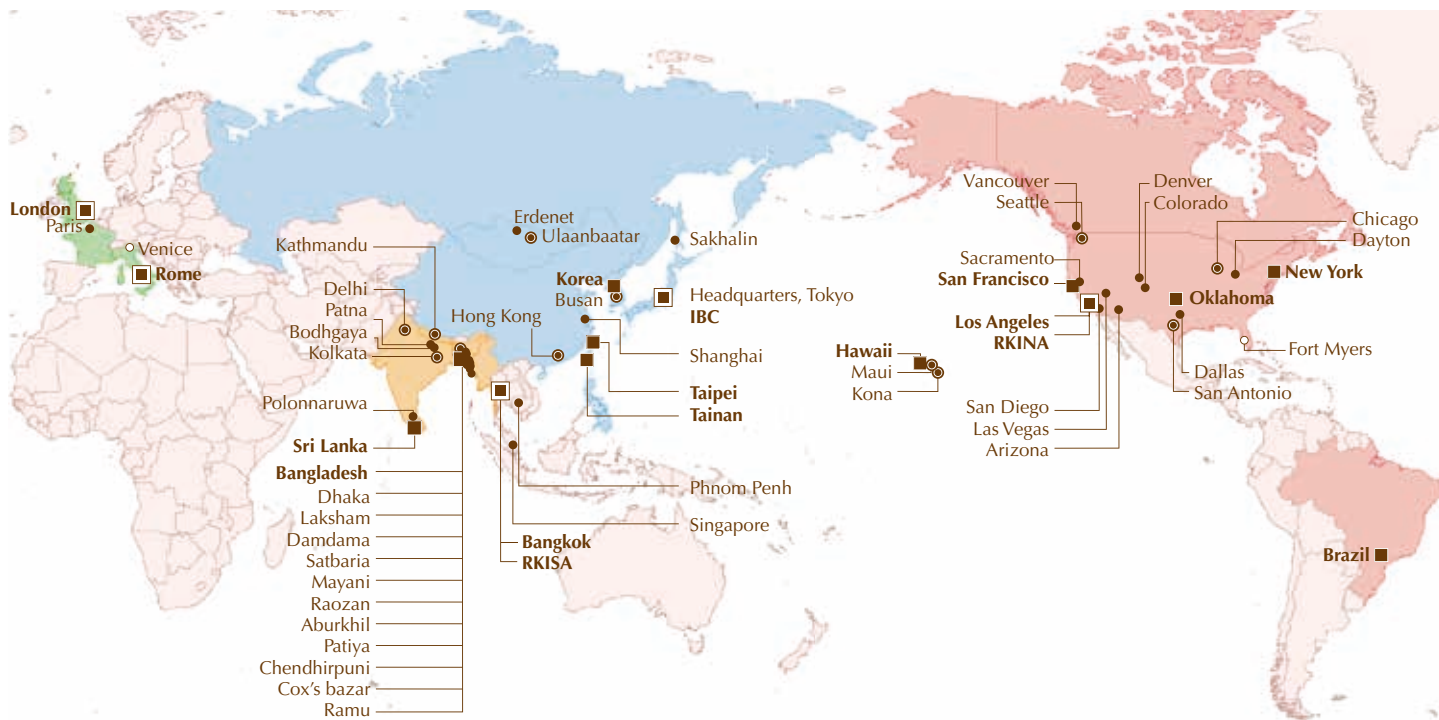 London
Paris
Venice
Rome
Kathmandu
Delhi
Patna
Bodhgaya
Kolkata
Polonnaruwa
Sri Lanka
Bangladesh
Dhaka
Laksham
Damdama
Satbaria
Mayani
Raozan
Aburkhil
Patiya
Chendhirpuni
Cox's bazar
Ramu
Erdenet
Ulaanbaatar
Sakhalin
Korea
Busan
Headquarters, Tokyo
IBC
Hong Kong
Shanghai
Taipei
Tainan
Phnom Penh
Singapore
Bangkok
RKISA
Hawaii
Maui
Kona
Vancouver
Seattle
Sacramento
San Francisco
Los Angeles
RKINA
San Diego
Las Vegas
Arizona
Denver
Colorado
Chicago
Dayton
New York
Oklahoma
Fort Myers
Dallas
San Antonio
Brazil